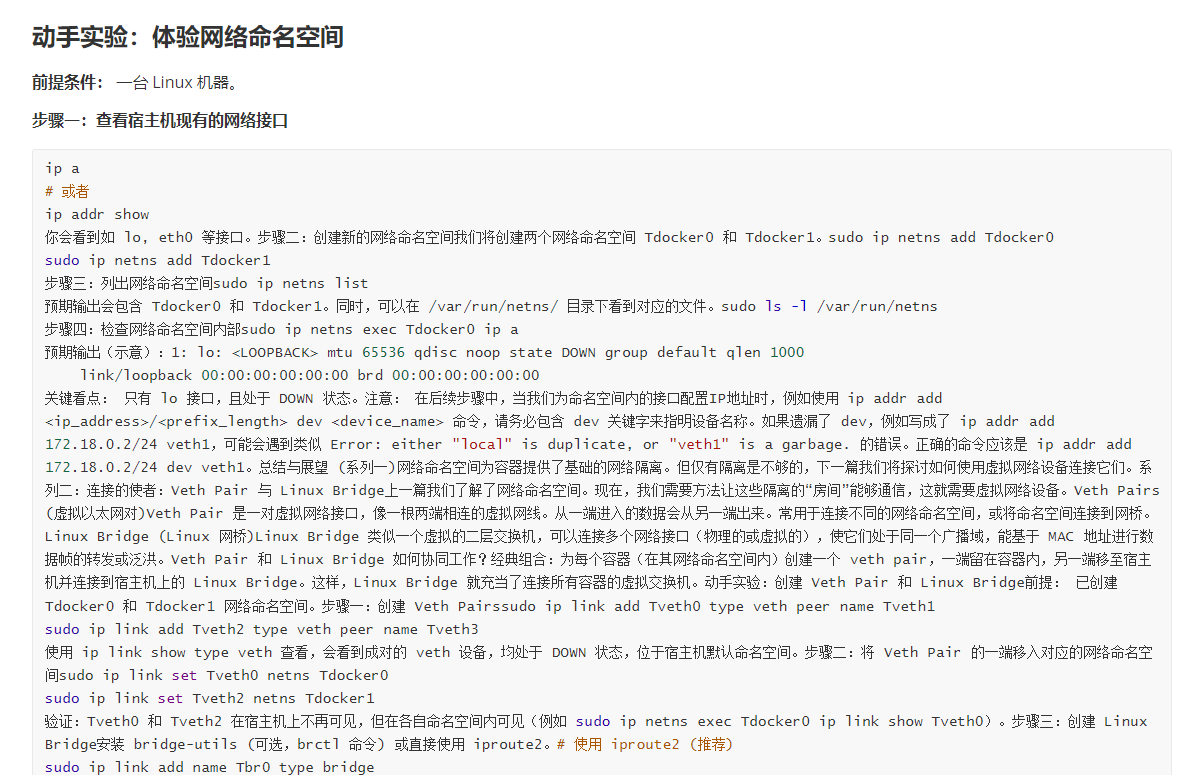 动手实验：体验网络命名空间
前提条件： 一台 Linux 机器。
步骤一：查看宿主机现有的网络接口
ip a
# 或者
ip addr show
你会看到如 lo, eth0 等接口。步骤二：创建新的网络命名空间我们将创建两个网络命名空间 Tdocker0 和 Tdocker1。sudo ip netns add Tdocker0
sudo ip netns add Tdocker1
步骤三：列出网络命名空间sudo ip netns list
预期输出会包含 Tdocker0 和 Tdocker1。同时，可以在 /var/run/netns/ 目录下看到对应的文件。sudo ls -l /var/run/netns
步骤四：检查网络命名空间内部sudo ip netns exec Tdocker0 ip a
预期输出（示意）：1: lo: <LOOPBACK> mtu 65536 qdisc noop state DOWN group default qlen 1000
    link/loopback 00:00:00:00:00:00 brd 00:00:00:00:00:00
关键看点： 只有 lo 接口，且处于 DOWN 状态。注意： 在后续步骤中，当我们为命名空间内的接口配置IP地址时，例如使用 ip addr add
<ip_address>/<prefix_length> dev <device_name> 命令，请务必包含 dev 关键字来指明设备名称。如果遗漏了 dev，例如写成了 ip addr add
172.18.0.2/24 veth1，可能会遇到类似 Error: either "local" is duplicate, or "veth1" is a garbage. 的错误。正确的命令应该是 ip addr add
172.18.0.2/24 dev veth1。总结与展望 (系列一)网络命名空间为容器提供了基础的网络隔离。但仅有隔离是不够的，下一篇我们将探讨如何使用虚拟网络设备连接它们。系
列二：连接的使者：Veth Pair 与 Linux Bridge上一篇我们了解了网络命名空间。现在，我们需要方法让这些隔离的“房间”能够通信，这就需要虚拟网络设备。Veth Pairs
(虚拟以太网对)Veth Pair 是一对虚拟网络接口，像一根两端相连的虚拟网线。从一端进入的数据会从另一端出来。常用于连接不同的网络命名空间，或将命名空间连接到网桥。
Linux Bridge (Linux 网桥)Linux Bridge 类似一个虚拟的二层交换机，可以连接多个网络接口（物理的或虚拟的），使它们处于同一个广播域，能基于 MAC 地址进行数
据帧的转发或泛洪。Veth Pair 和 Linux Bridge 如何协同工作？经典组合：为每个容器（在其网络命名空间内）创建一个 veth pair，一端留在容器内，另一端移至宿主
机并连接到宿主机上的 Linux Bridge。这样，Linux Bridge 就充当了连接所有容器的虚拟交换机。动手实验：创建 Veth Pair 和 Linux Bridge前提： 已创建
Tdocker0 和 Tdocker1 网络命名空间。步骤一：创建 Veth Pairssudo ip link add Tveth0 type veth peer name Tveth1
sudo ip link add Tveth2 type veth peer name Tveth3
使用 ip link show type veth 查看，会看到成对的 veth 设备，均处于 DOWN 状态，位于宿主机默认命名空间。步骤二：将 Veth Pair 的一端移入对应的网络命名空
间sudo ip link set Tveth0 netns Tdocker0
sudo ip link set Tveth2 netns Tdocker1
验证：Tveth0 和 Tveth2 在宿主机上不再可见，但在各自命名空间内可见（例如 sudo ip netns exec Tdocker0 ip link show Tveth0）。步骤三：创建 Linux
Bridge安装 bridge-utils (可选，brctl 命令) 或直接使用 iproute2。# 使用 iproute2 (推荐)
sudo ip link add name Tbr0 type bridge